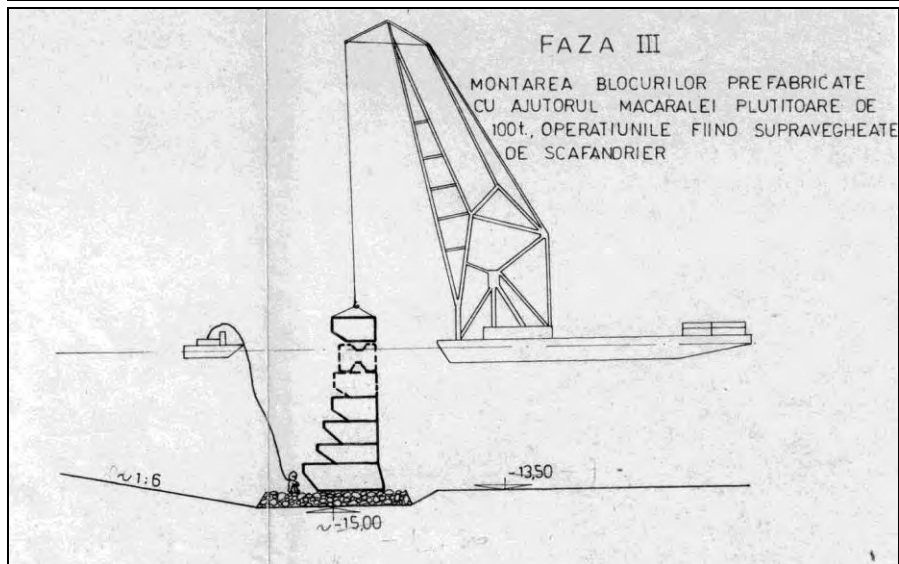 FAZA III
MONTAREA BLOCURILOR PREFABRICATE
CU AJUTORUL MACARALEI PLUTITOARE DE
100t., OPERATIUNILE FIIND SUPRAVEGHEATE
DE SCAFANDRIER
~1:6
-13,50
~-15,00